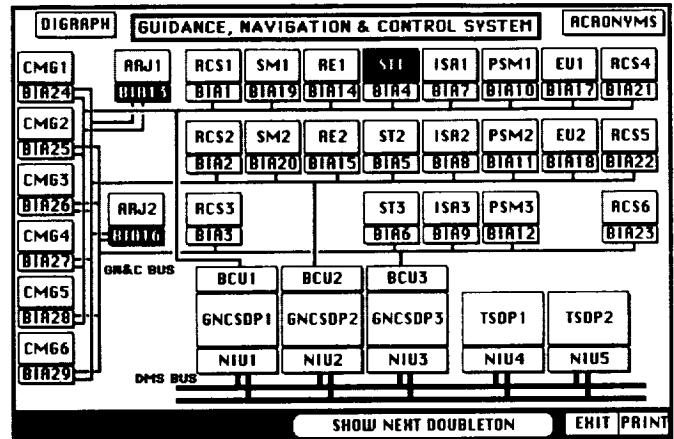 DIGRAPH GUIDANCE, NAVIGATION & CONTROL SYSTEM ACRONYMS
CMG1 ARJ1 RCS1 SM1 RE1 ST1 ISA1 PSM1 EU1 RCS4
BIA24 BIA13 BIA1 BIA19 BIA14 BIA4 BIA7 BIA10 BIA17 BIA21
CMG2 RCS2 SM2 RE2 ST2 ISA2 PSM2 EU2 RCS5
BIA25 BIA2 BIA20 BIA15 BIA5 BIA8 BIA11 BIA18 BIA22
CMG3 ARJ2 RCS3 ST3 ISA3 PSM3 RCS6
BIA26 BIA16 BIA3 BIA6 BIA9 BIA12 BIA23
CMG4
BIA27 GN&C BUS
BCU1 BCU2 BCU3
CMG5 GNCSDP1 GNCSDP2 GNCSDP3 TSDP1 TSDP2
BIA28
CMG6 NIU1 NIU2 NIU3 NIU4 NIU5
BIA29 DMS BUS
SHOW NEXT DOUBLETON EXIT PRINT